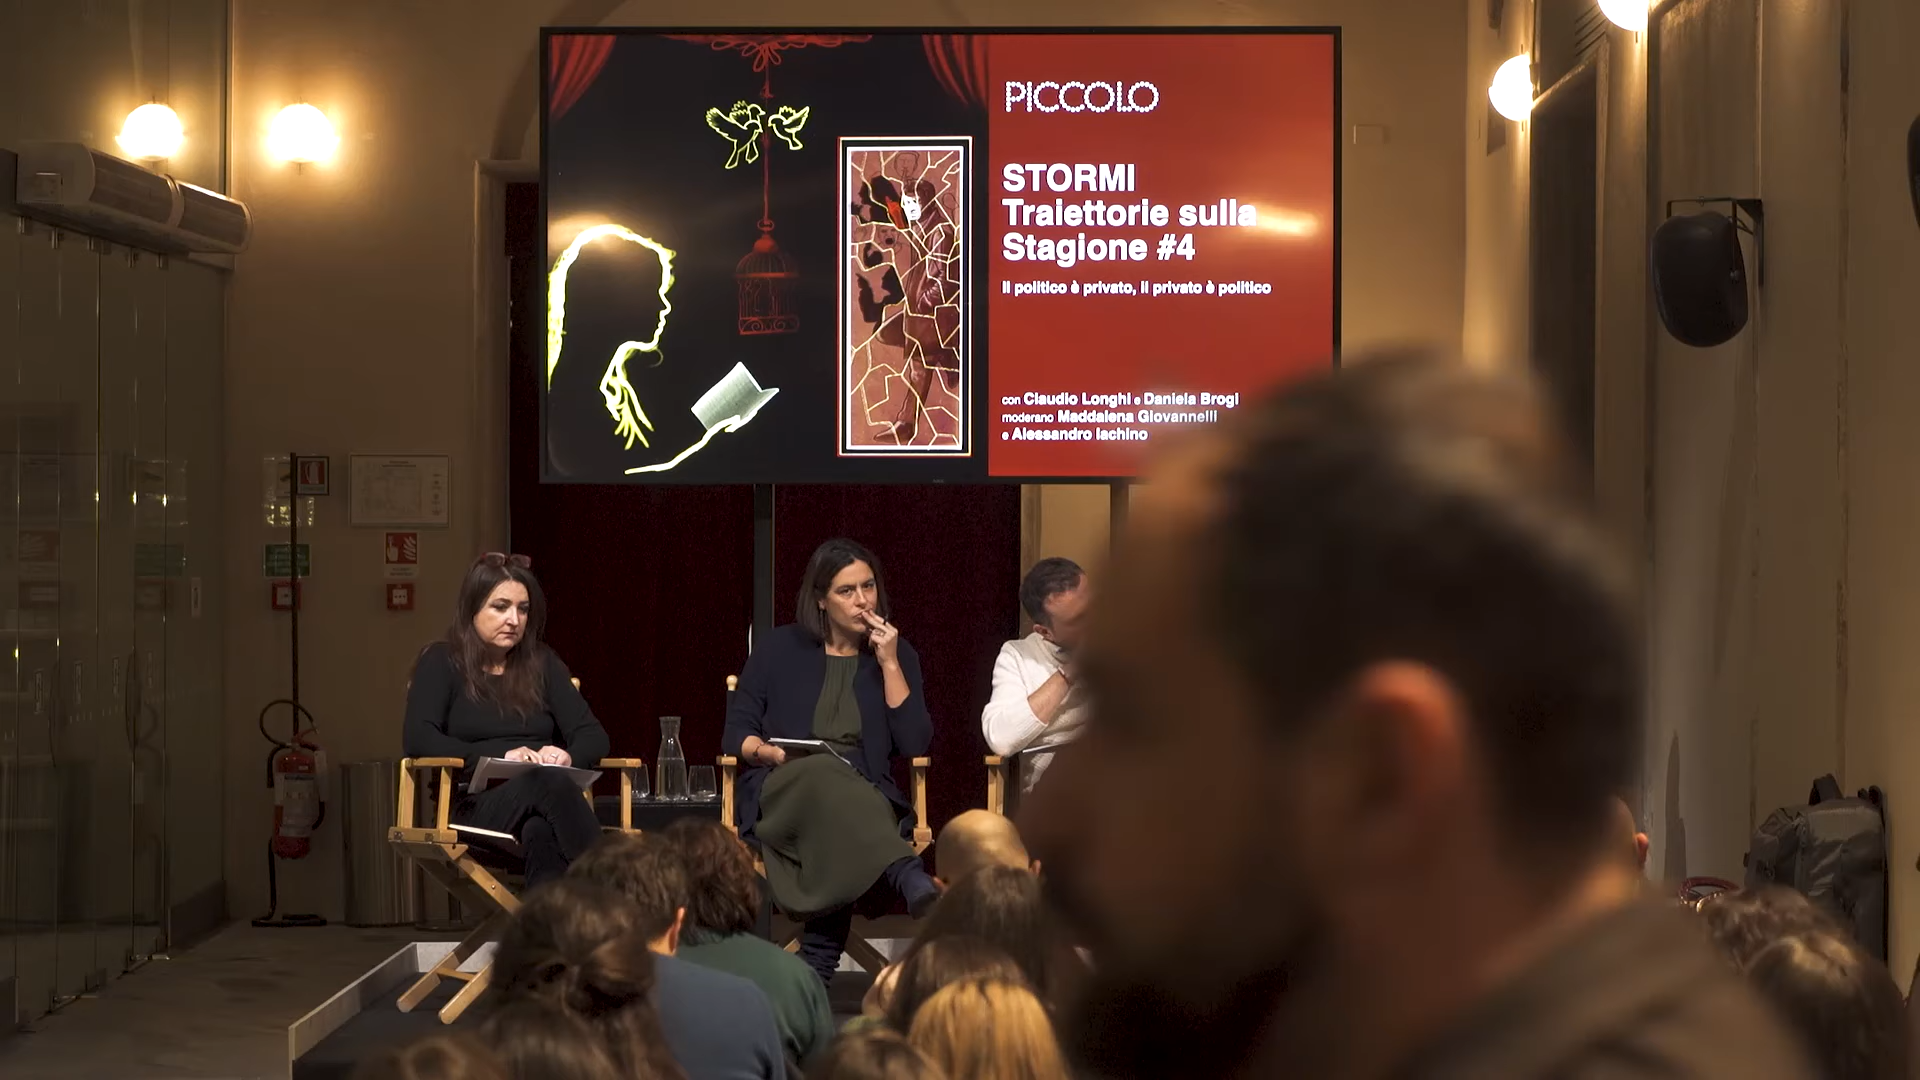 PICCOLO
STORMI
Traiettorie sulla
Stagione #4
Il politico è privato, il privato è politico
con Claudio Longhi e Daniela Brogi
moderano Maddalena Giovannelli
e Alessandro Iachino